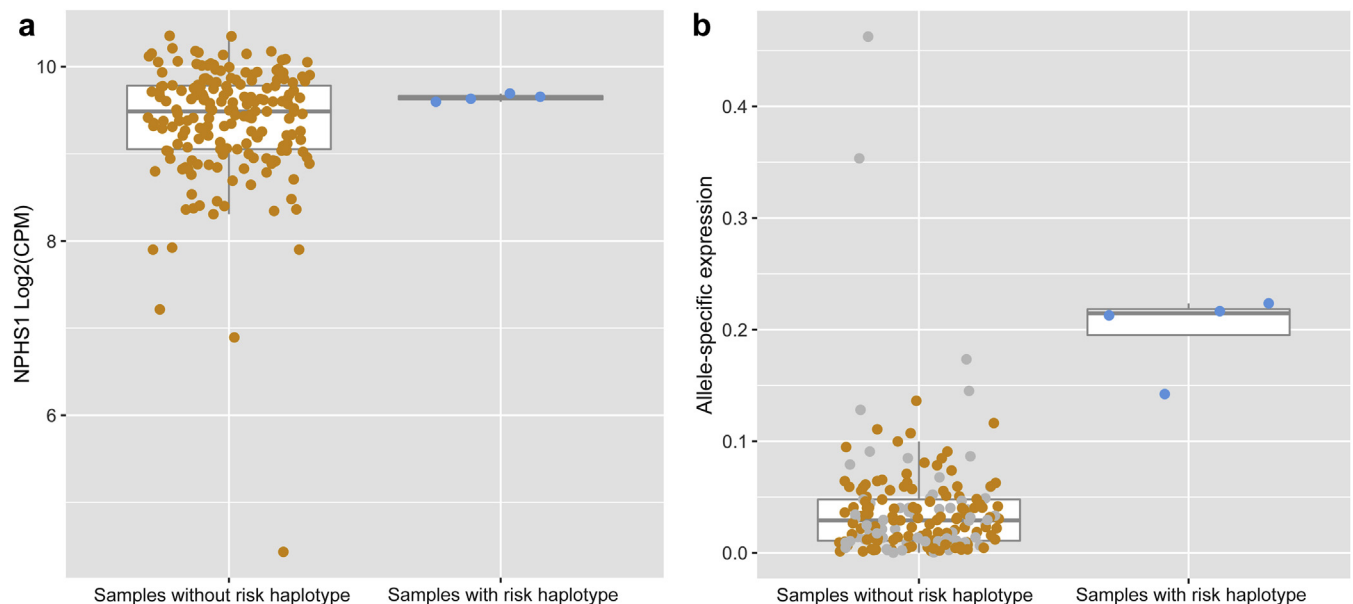 a
NPHS1 Log2(CPM)
10
8
6
Samples without risk haplotype
Samples with risk haplotype
b
Allele-specific expression
0.4
0.3
0.2
0.1
0.0
Samples without risk haplotype
Samples with risk haplotype